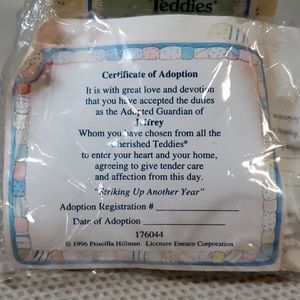 Teddies®
Certificate of Adoption
It is with great love and devotion
that you have accepted the duties
as the Adopted Guardian of
Jeffrey
Whom you have chosen from all the
Cherished Teddies®
to enter your heart and your home,
agreeing to give tender care
and affection from this day.
"Striking Up Another Year"
Adoption Registration #
Date of Adoption
176044
© 1996 Priscilla Hillman. Licensee Enesco Corporation